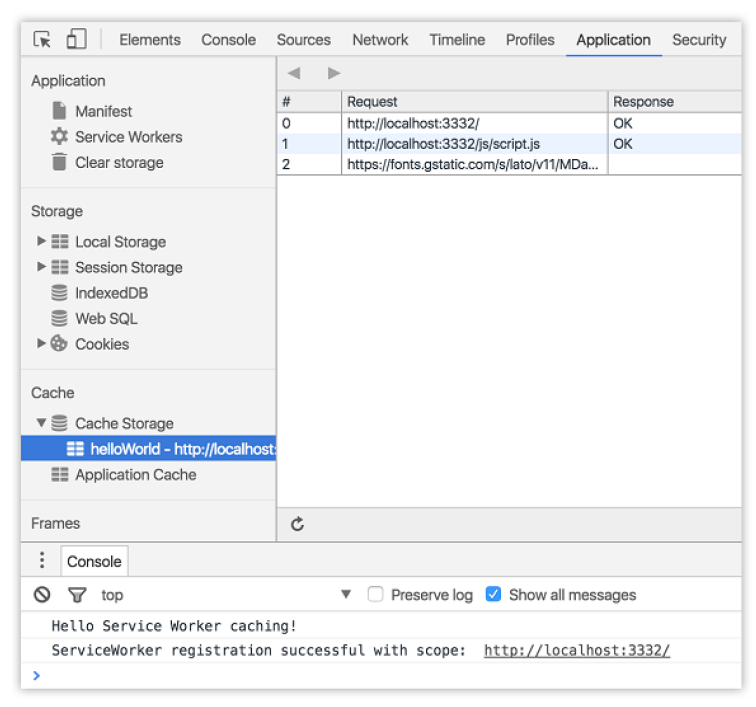 Elements Console Sources Network Timeline Profiles Application Security
Application
Manifest
Service Workers
Clear storage
Storage
Local Storage
Session Storage
IndexedDB
Web SQL
Cookies
Cache
Cache Storage
helloWorld - http://localhost:
Application Cache
Frames
# Request Response
0 http://localhost:3332/ OK
1 http://localhost:3332/js/script.js OK
2 https://fonts.gstatic.com/s/lato/v11/MDa...
Console
top Preserve log Show all messages
Hello Service Worker caching!
ServiceWorker registration successful with scope: http://localhost:3332/